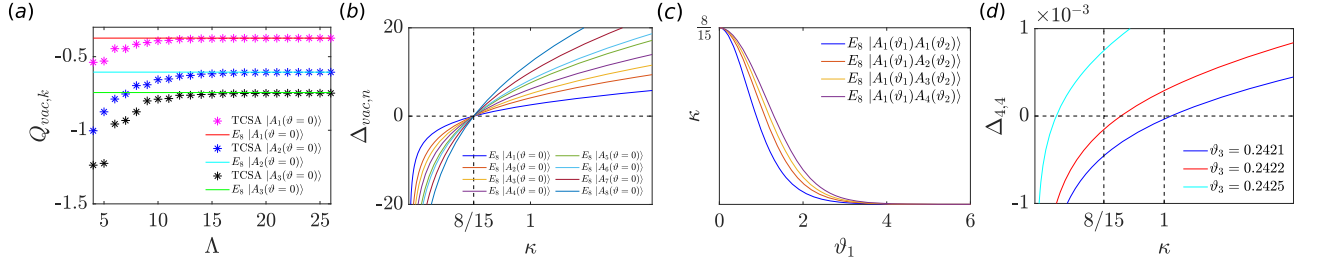 (a)
Q_{vac,k}
-0.5
-1
-1.5
5
10
15
20
25
Λ
TCSA |A_1(ϑ = 0)⟩⟩
E_8 |A_1(ϑ = 0)⟩⟩
TCSA |A_2(ϑ = 0)⟩⟩
E_8 |A_2(ϑ = 0)⟩⟩
TCSA |A_3(ϑ = 0)⟩⟩
E_8 |A_3(ϑ = 0)⟩⟩
(b)
Δ_{vac,n}
20
0
-20
8/15
1
κ
E_8 |A_1(ϑ = 0)⟩⟩
E_8 |A_2(ϑ = 0)⟩⟩
E_8 |A_3(ϑ = 0)⟩⟩
E_8 |A_4(ϑ = 0)⟩⟩
E_8 |A_5(ϑ = 0)⟩⟩
E_8 |A_6(ϑ = 0)⟩⟩
E_8 |A_7(ϑ = 0)⟩⟩
E_8 |A_8(ϑ = 0)⟩⟩
(c)
8/15
κ
0
2
4
6
ϑ_1
E_8 |A_1(ϑ_1)A_1(ϑ_2)⟩⟩
E_8 |A_1(ϑ_1)A_2(ϑ_2)⟩⟩
E_8 |A_1(ϑ_1)A_3(ϑ_2)⟩⟩
E_8 |A_1(ϑ_1)A_4(ϑ_2)⟩⟩
(d)
×10^{-3}
Δ_{4,4}
1
0
-1
8/15
1
κ
ϑ_3 = 0.2421
ϑ_3 = 0.2422
ϑ_3 = 0.2425